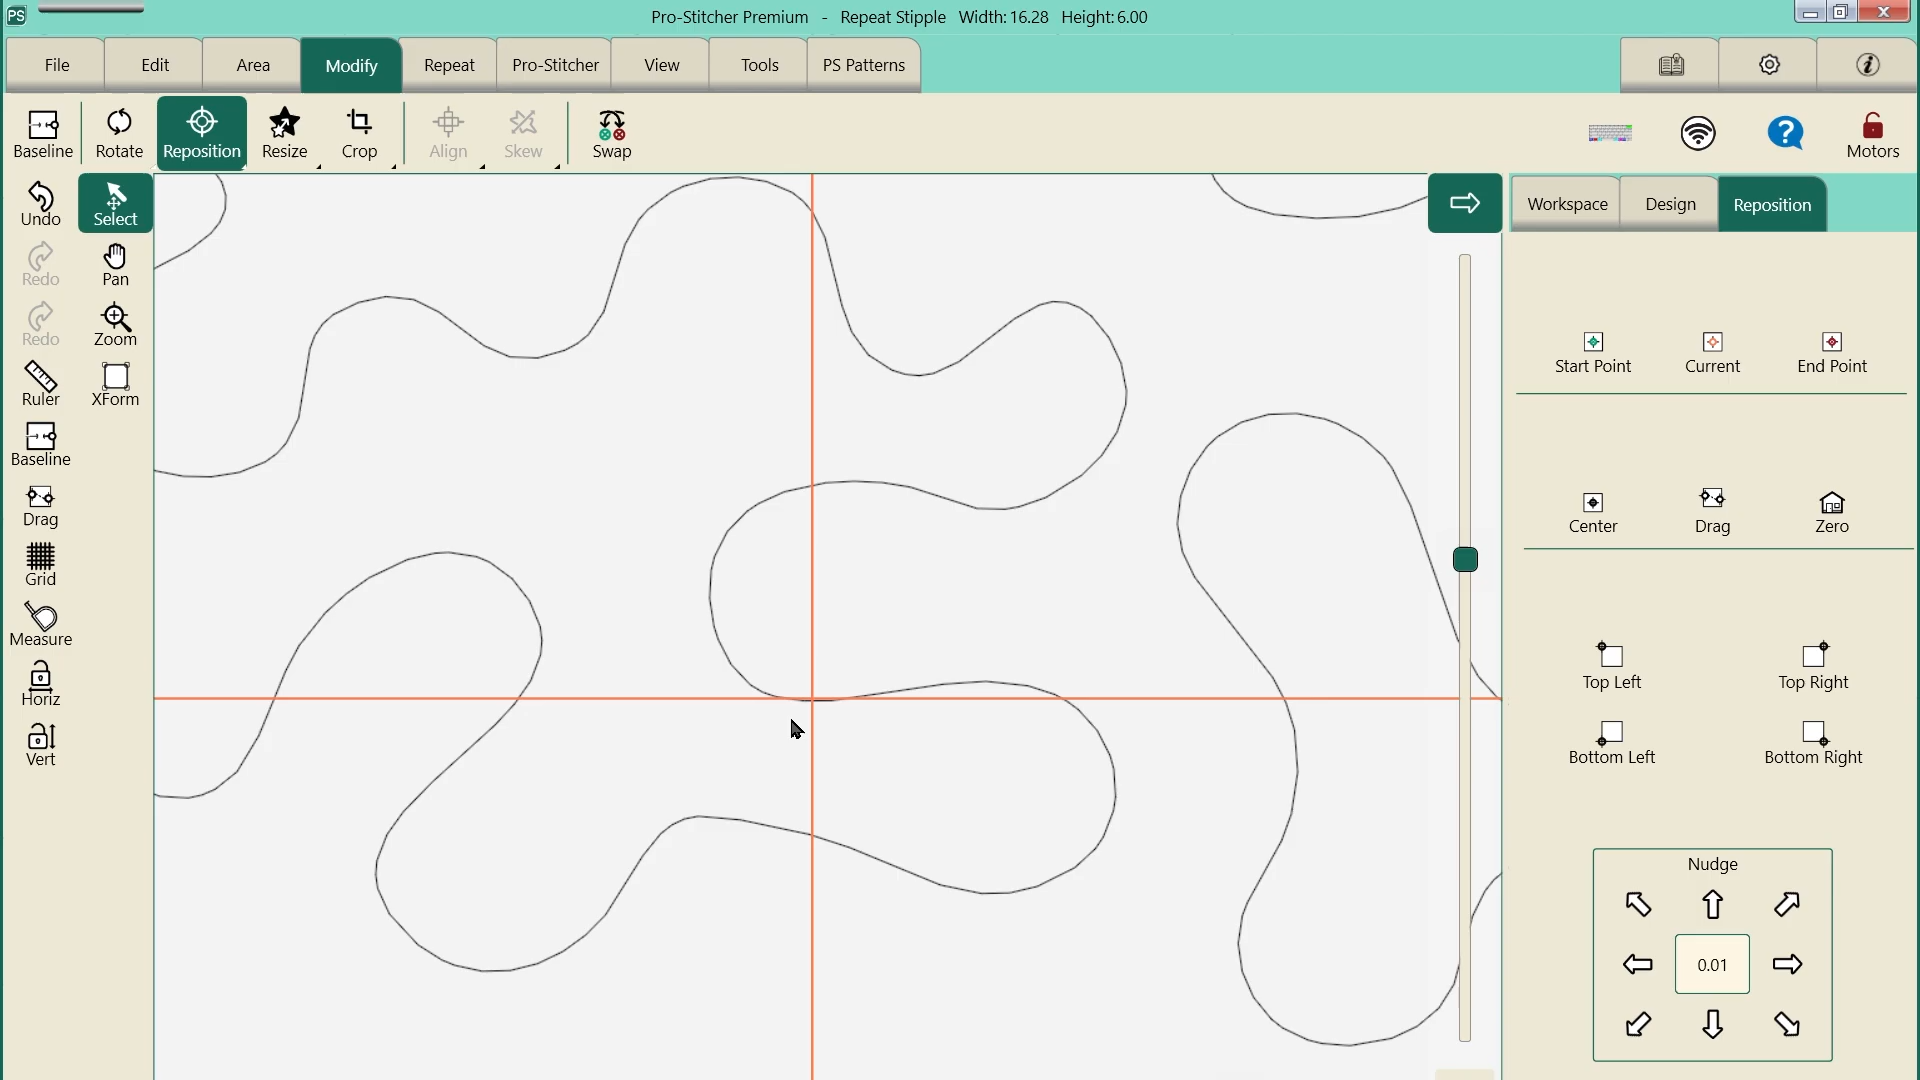 PS
Pro-Stitcher Premium - Repeat Stipple Width: 16.28 Height: 6.00
File Edit Area Modify Repeat Pro-Stitcher View Tools PS Patterns
Baseline Rotate Reposition Resize Crop Align Skew Swap Motors
Undo Select
Workspace Design Reposition
Redo Pan
Redo Zoom
Start Point Current End Point
Ruler XForm
Baseline
Drag
Center Drag Zero
Grid
Measure
Horiz
Top Left Top Right
Vert
Bottom Left Bottom Right
Nudge
0.01